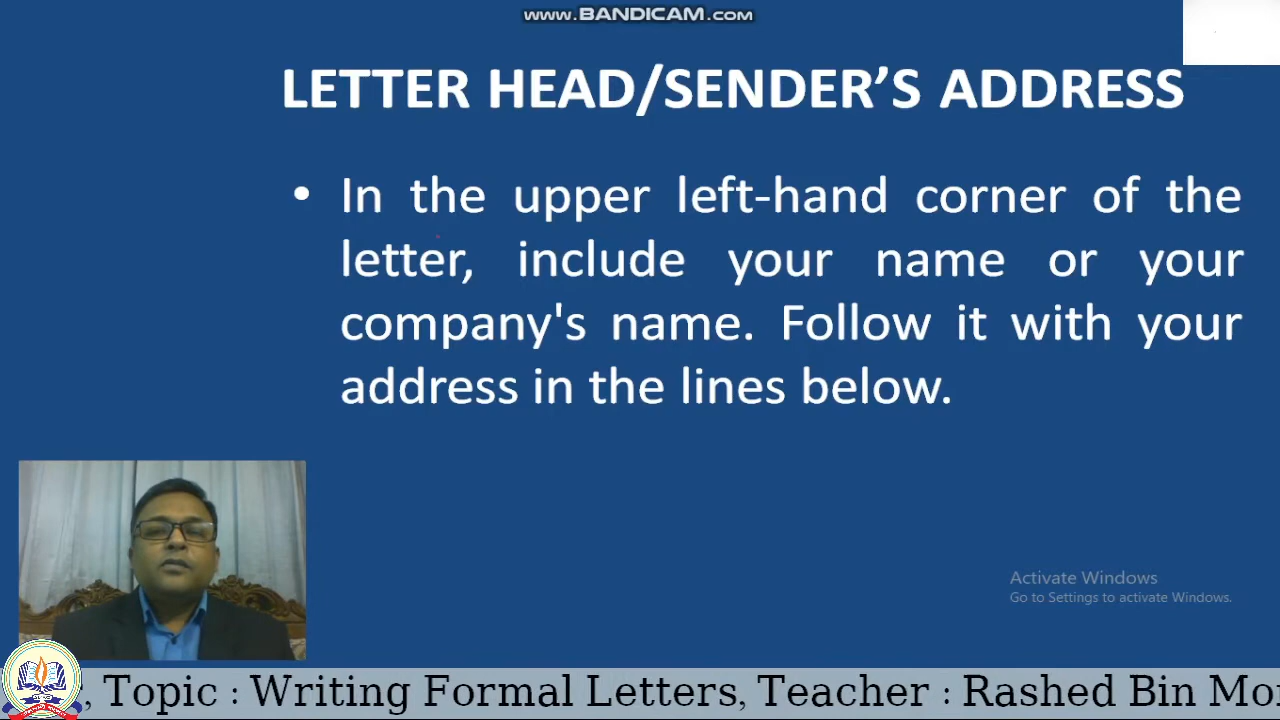 www.BANDICAM.com
LETTER HEAD/SENDER’S ADDRESS
• In the upper left-hand corner of the
letter, include your name or your
company's name. Follow it with your
address in the lines below.
Activate Windows
Go to Settings to activate Windows.
, Topic : Writing Formal Letters, Teacher : Rashed Bin Mo